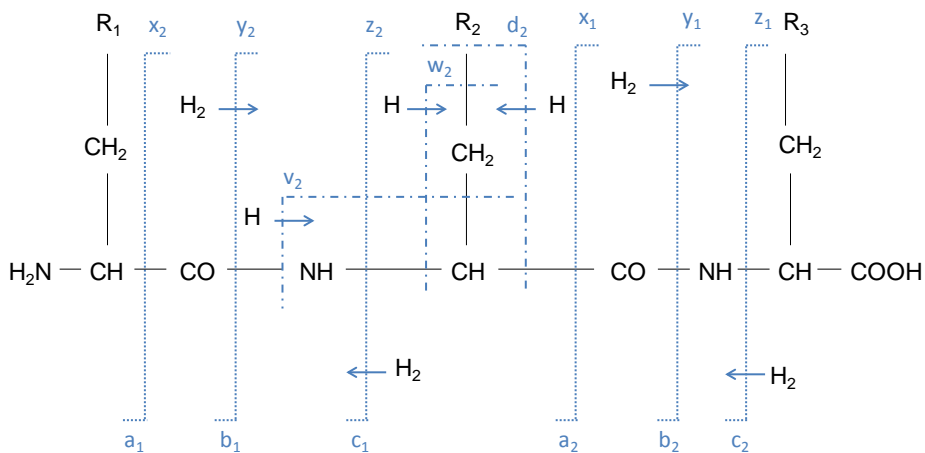 R1 x2 y2 z2 R2 d2 x1 y1 z1 R3
w2
H2 H H H2
CH2 CH2 CH2
v2
H
H2N CH CO NH CH CO NH CH COOH
H2 H2
a1 b1 c1 a2 b2 c2